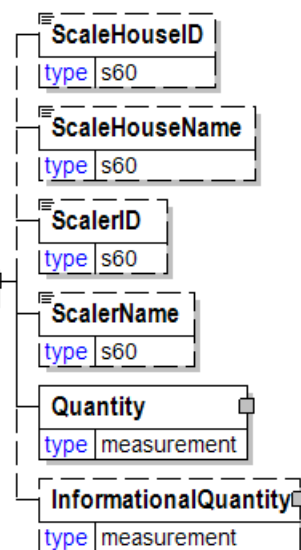 ScaleHouseID
type s60
ScaleHouseName
type s60
ScalerID
type s60
ScalerName
type s60
Quantity
type measurement
InformationalQuantity
type measurement